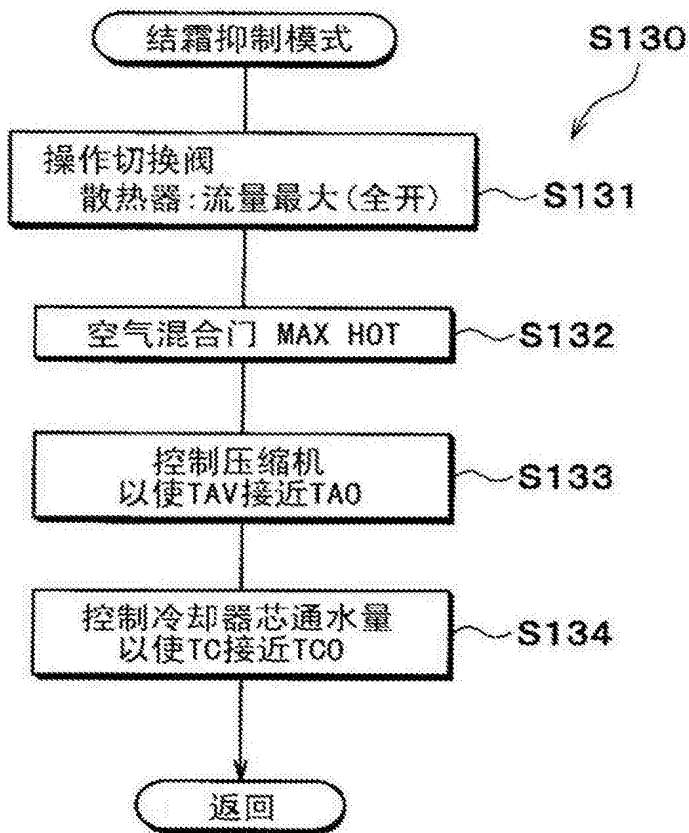 结霜抑制模式
S130
操作切换阀
散热器:流量最大(全开)
S131
空气混合门 MAX HOT
S132
控制压缩机
以使TAV接近TAO
S133
控制冷却器芯通水量
以使TC接近TCO
S134
返回